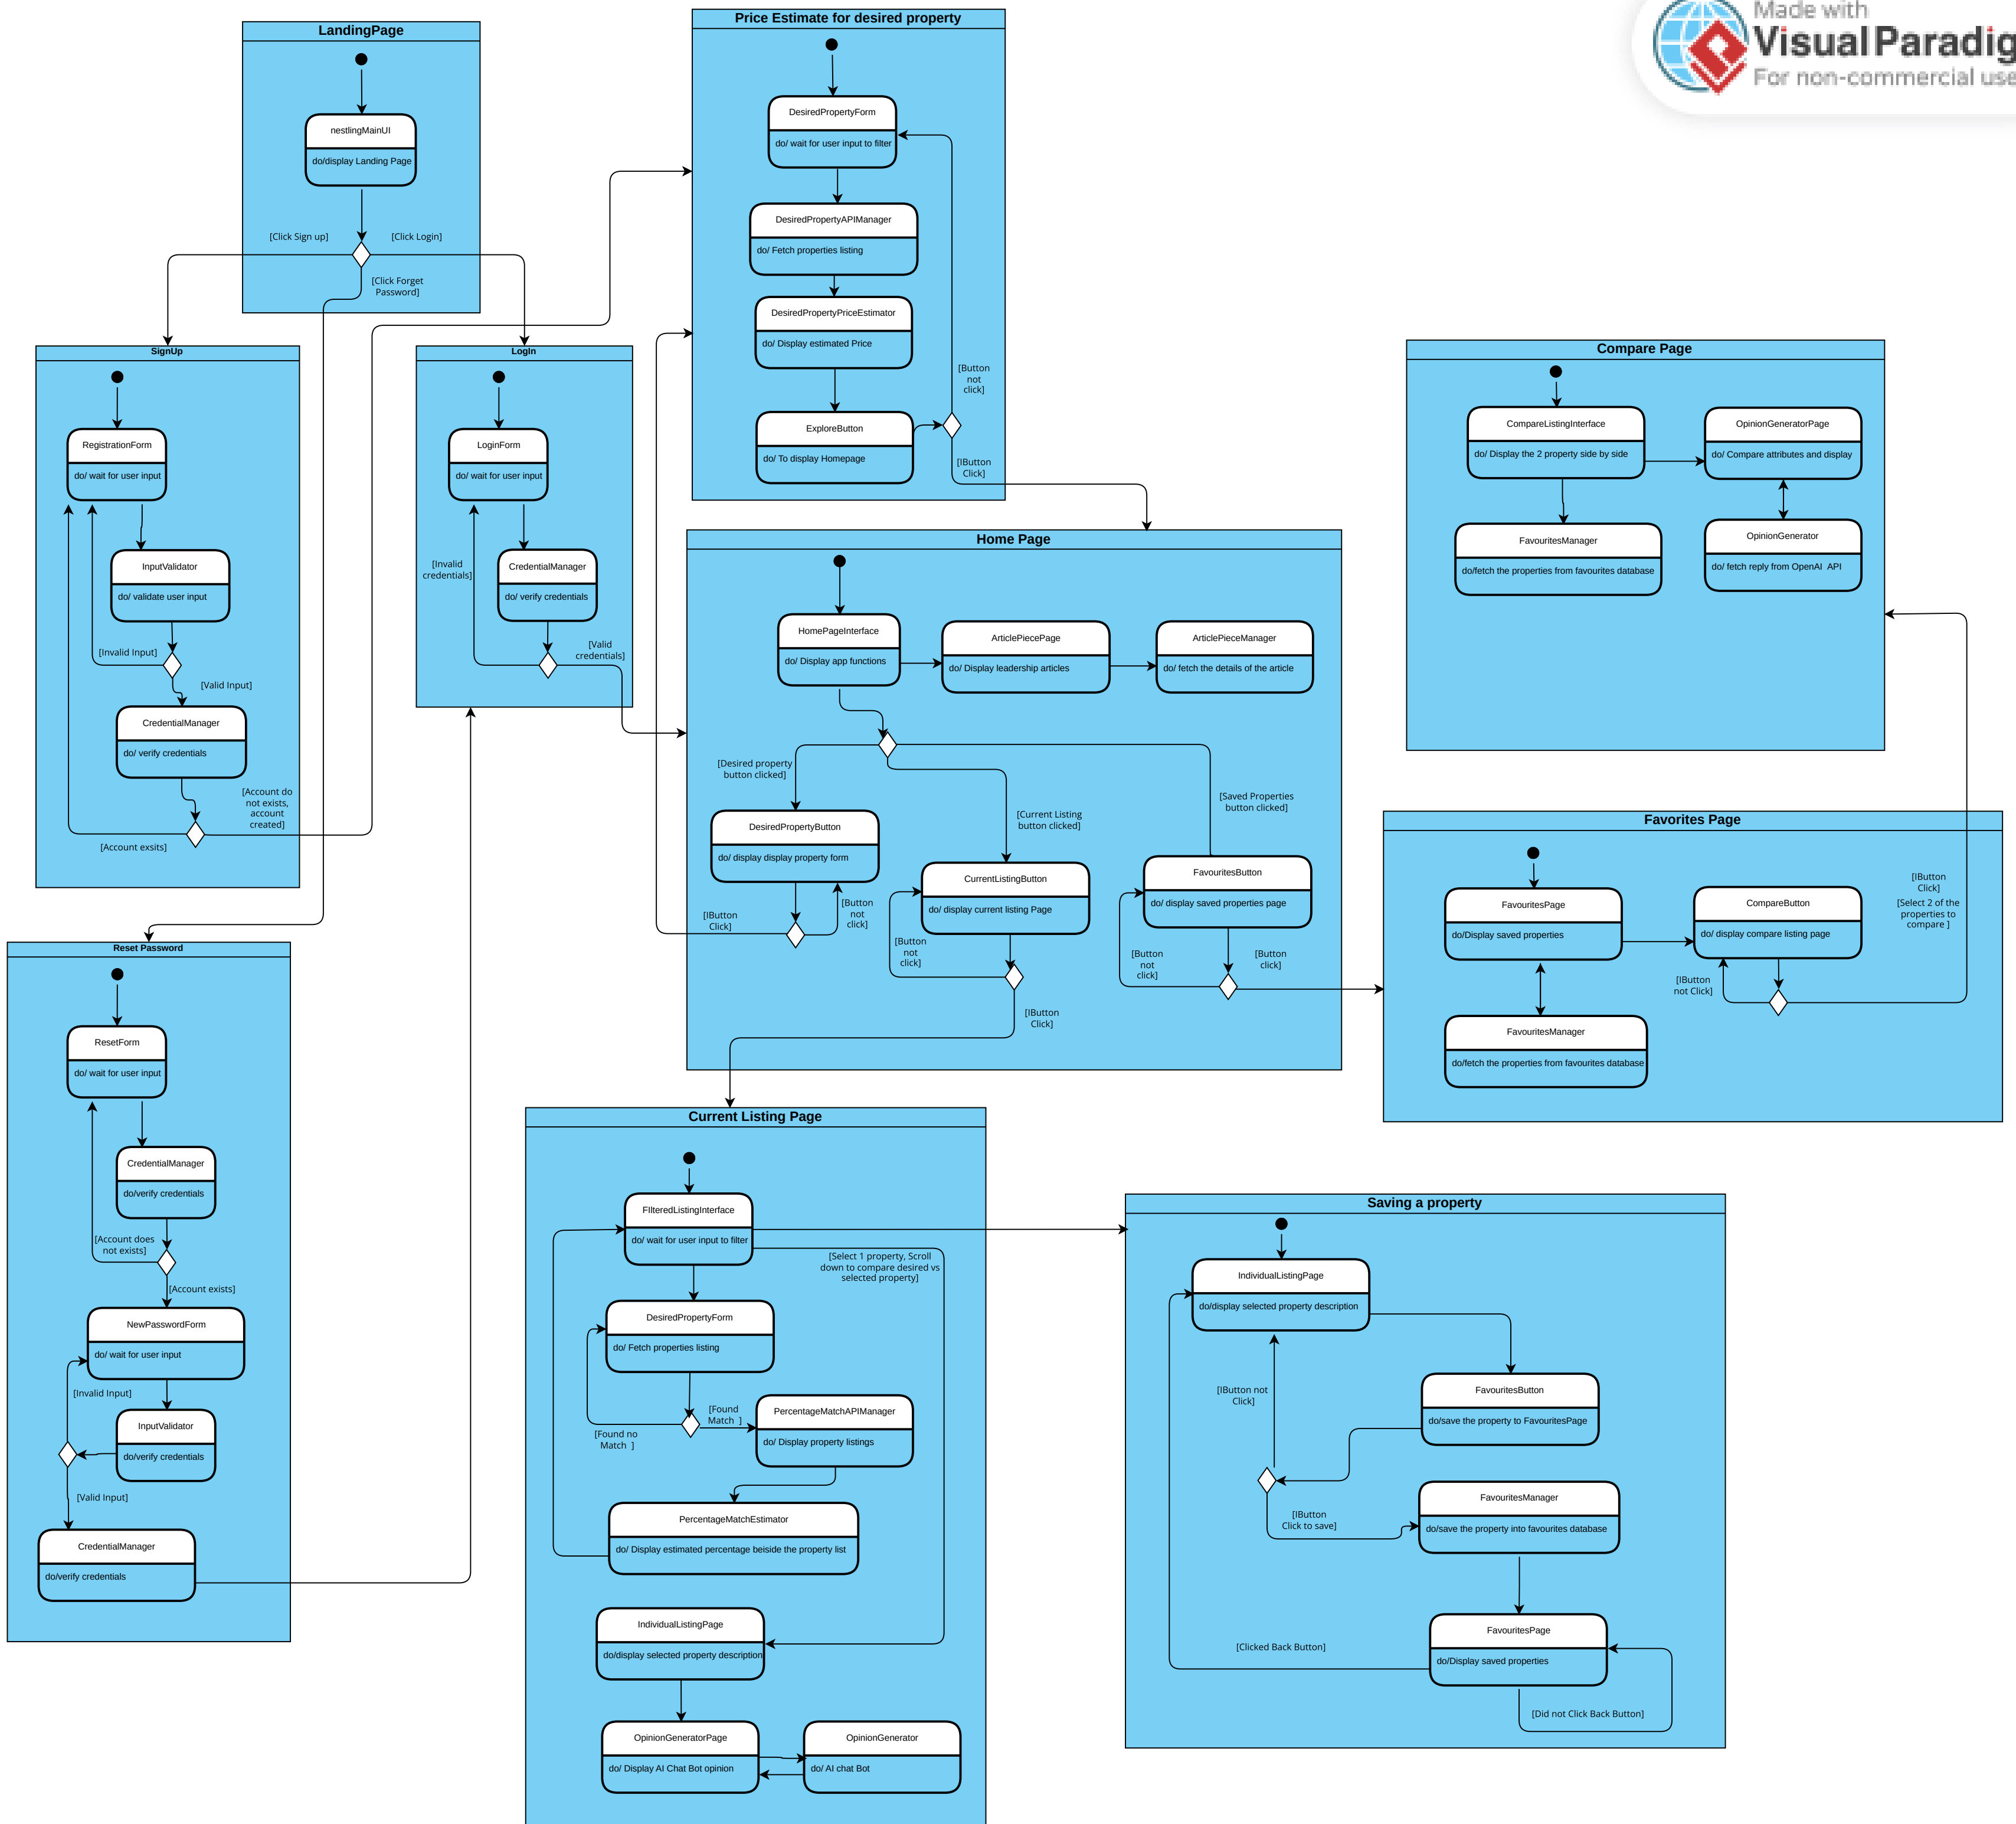 Made with
VisualParadig
For non-commercial use
LandingPage
nestlingMainUI
do/display Landing Page
[Click Sign up]
[Click Login]
[Click Forget
Password]
Price Estimate for desired property
DesiredPropertyForm
do/ wait for user input to filter
DesiredPropertyAPIManager
do/ Fetch properties listing
DesiredPropertyPriceEstimator
do/ Display estimated Price
[Button
not
click]
ExploreButton
do/ To display Homepage
[IButton
Click]
SignUp
RegistrationForm
do/ wait for user input
InputValidator
do/ validate user input
[Invalid Input]
[Valid Input]
CredentialManager
do/ verify credentials
[Account do
not exists,
account
created]
[Account exsits]
LogIn
LoginForm
do/ wait for user input
[Invalid
credentials]
CredentialManager
do/ verify credentials
[Valid
credentials]
Compare Page
CompareListingInterface
do/ Display the 2 property side by side
OpinionGeneratorPage
do/ Compare attributes and display
FavouritesManager
do/fetch the properties from favourites database
OpinionGenerator
do/ fetch reply from OpenAI  API
Home Page
HomePageInterface
do/ Display app functions
ArticlePiecePage
do/ Display leadership articles
ArticlePieceManager
do/ fetch the details of the article
[Desired property
button clicked]
[Current Listing
button clicked]
[Saved Properties
button clicked]
DesiredPropertyButton
do/ display display property form
[IButton
Click]
[Button
not
click]
CurrentListingButton
do/ display current listing Page
[Button
not
click]
[IButton
Click]
FavouritesButton
do/ display saved properties page
[Button
not
click]
[Button
click]
Favorites Page
FavouritesPage
do/Display saved properties
CompareButton
do/ display compare listing page
[IButton
Click]
[Select 2 of the
properties to
compare ]
[IButton
not Click]
FavouritesManager
do/fetch the properties from favourites database
Reset Password
ResetForm
do/ wait for user input
CredentialManager
do/verify credentials
[Account does
not exists]
[Account exists]
NewPasswordForm
do/ wait for user input
[Invalid Input]
InputValidator
do/verify credentials
[Valid Input]
CredentialManager
do/verify credentials
Current Listing Page
FIlteredListingInterface
do/ wait for user input to filter
[Select 1 property, Scroll
down to compare desired vs
selected property]
DesiredPropertyForm
do/ Fetch properties listing
[Found no
Match  ]
[Found
Match  ]
PercentageMatchAPIManager
do/ Display property listings
PercentageMatchEstimator
do/ Display estimated percentage beiside the property list
IndividualListingPage
do/display selected property description
OpinionGeneratorPage
do/ Display AI Chat Bot opinion
OpinionGenerator
do/ AI chat Bot
Saving a property
IndividualListingPage
do/display selected property description
[IButton not
Click]
FavouritesButton
do/save the property to FavouritesPage
[IButton
Click to save]
FavouritesManager
do/save the property into favourites database
FavouritesPage
do/Display saved properties
[Clicked Back Button]
[Did not Click Back Button]